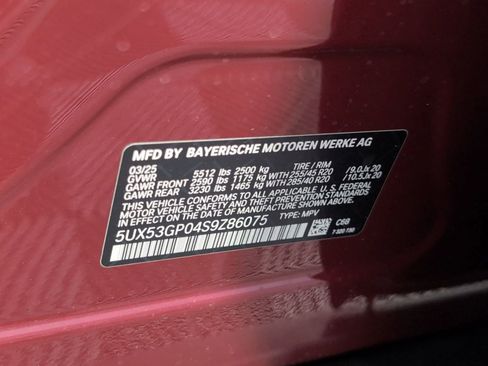 MFD BY BAYERISCHE MOTOREN WERKE AG
03/25
GVWR 5512 lbs 2500 kg TIRE / RIM
GAWR FRONT 2590 lbs 1175 kg WITH 255/45 R20 /9.0Jx 20
GAWR REAR 3230 lbs 1465 kg WITH 285/40 R20 /10.5Jx 20
THIS VEHICLE CONFORMS TO ALL APPLICABLE FEDERAL
MOTOR VEHICLE SAFETY AND THEFT PREVENTION
STANDARDS IN EFFECT ON THE DATE OF
MANUFACTURE SHOWN ABOVE.
5UX53GP04S9Z86075 TYPE: MPV C6B